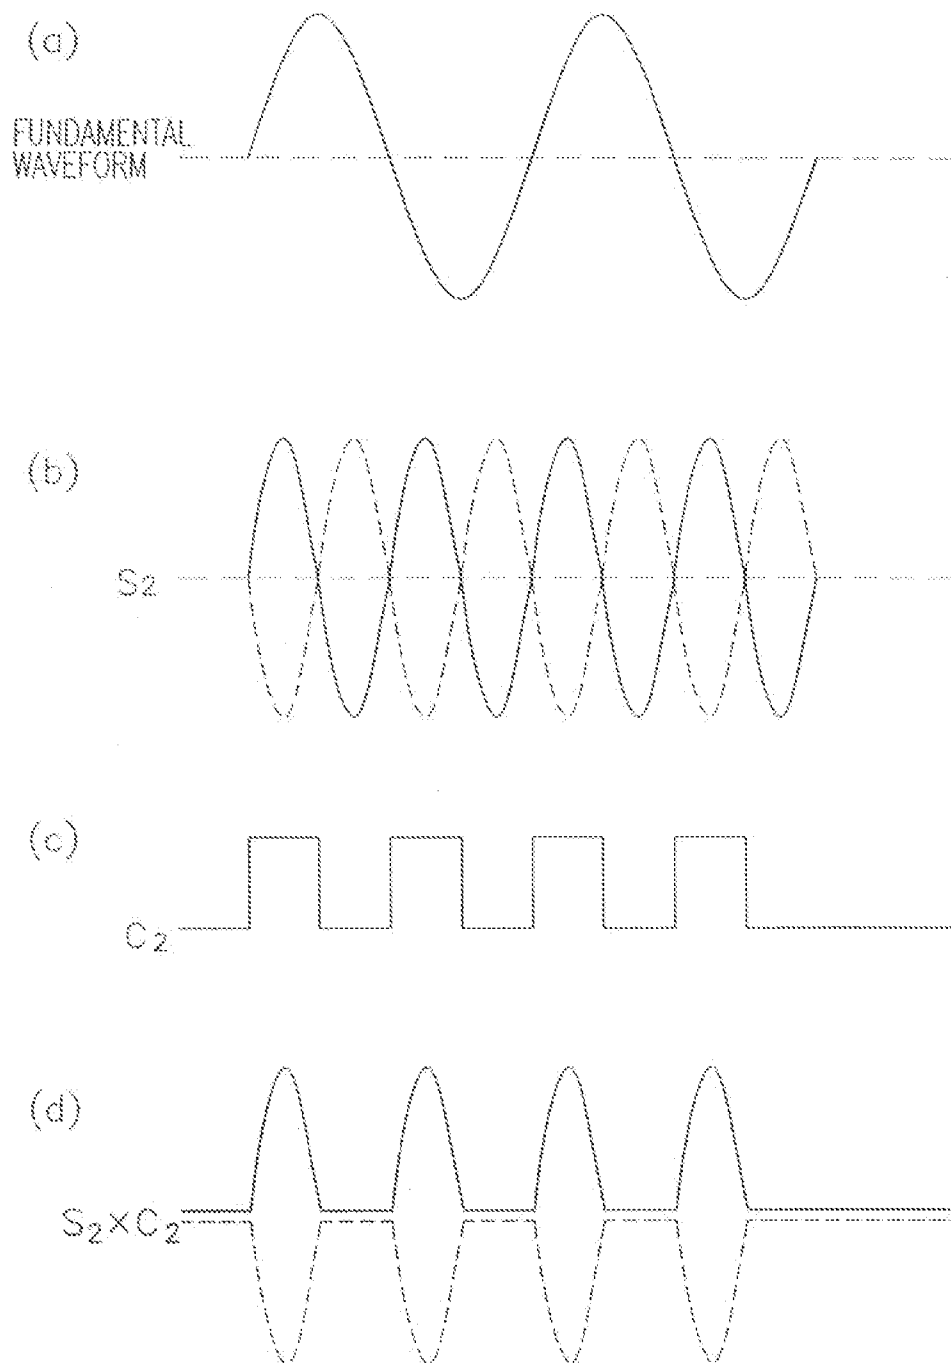 (a)
FUNDAMENTAL
WAVEFORM
(b)
S₂
(c)
C₂
(d)
S₂×C₂